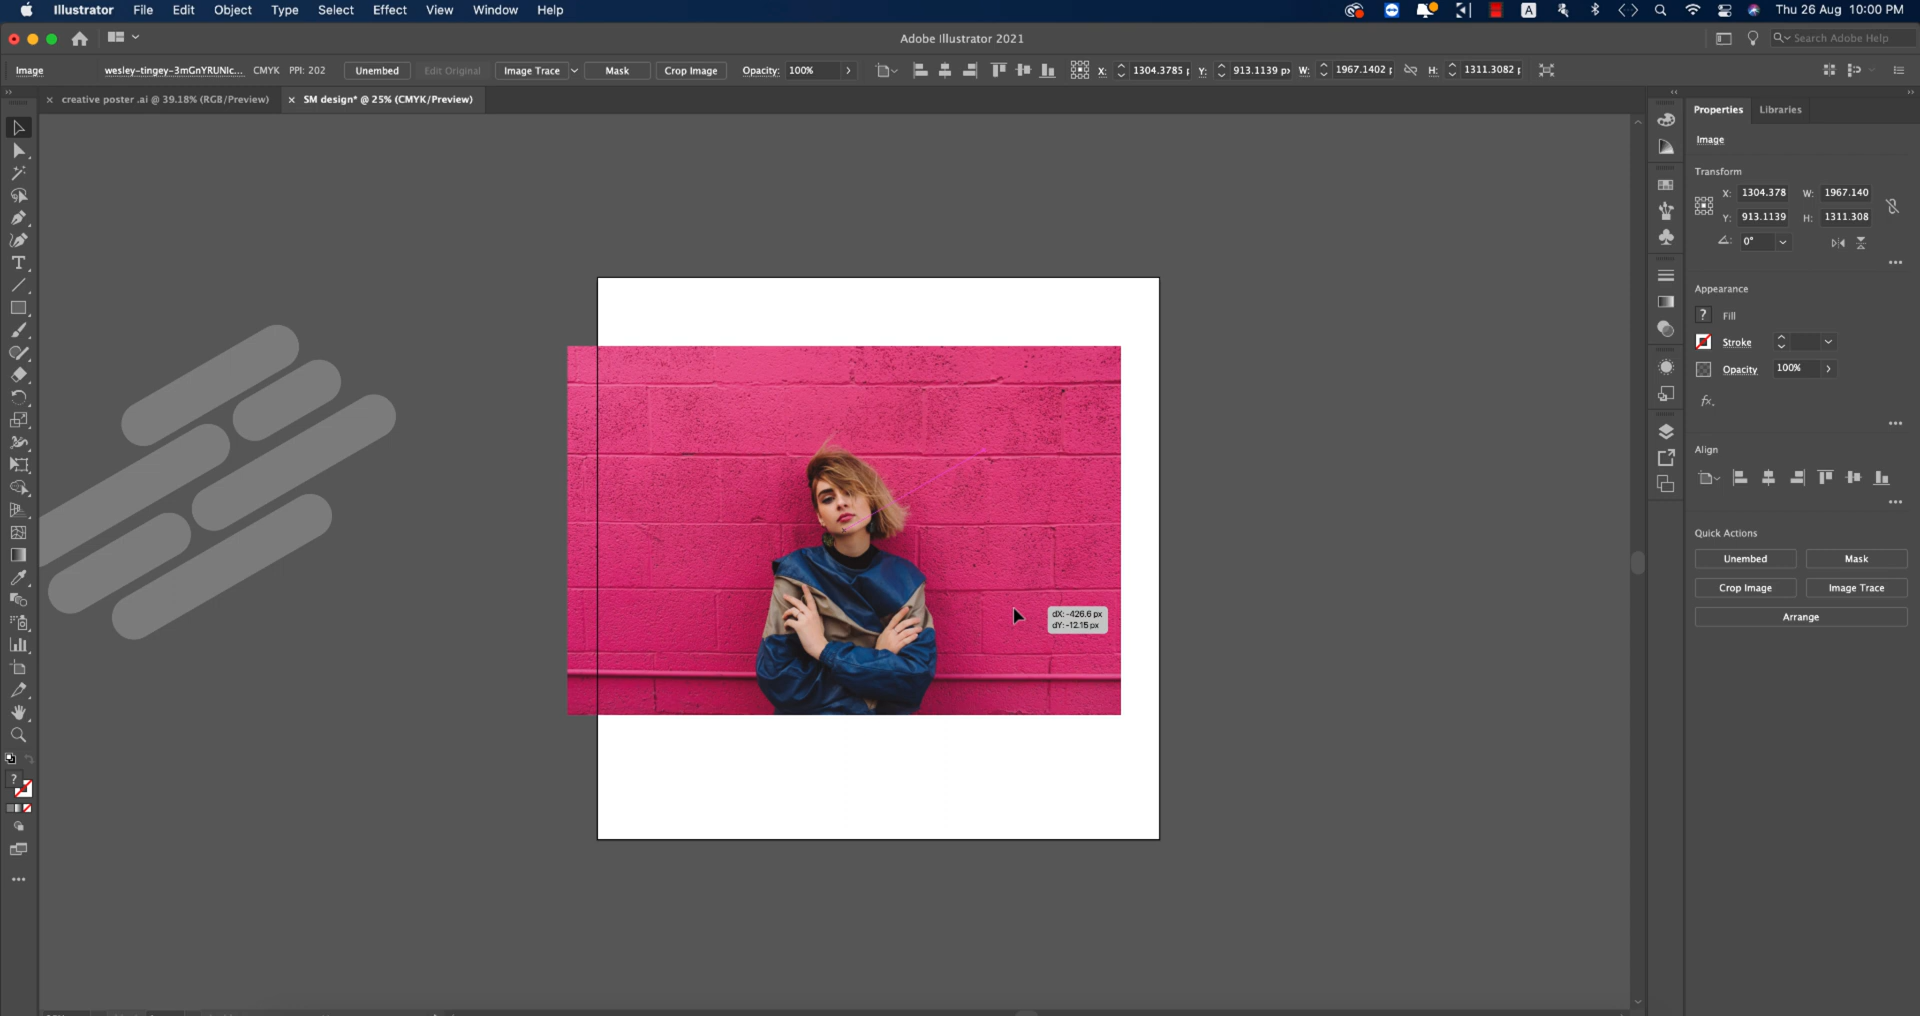 Illustrator File Edit Object Type Select Effect View Window Help
A Thu 26 Aug 10:00 PM
Adobe Illustrator 2021
Search Adobe Help
Image wesley-tingey-3mGnYRUNIc... CMYK PPI: 202 Unembed Edit Original Image Trace Mask Crop Image Opacity: 100% X: 1304.3785 Y: 913.1139 px W: 1967.1402 H: 1311.3082
creative poster .ai @ 39.18% (RGB/Preview) SM design* @ 25% (CMYK/Preview)
Properties Libraries
Image
Transform
X: 1304.378 W: 1967.140
Y: 913.1139 H: 1311.308
0°
Appearance
? Fill
Stroke
Opacity 100%
fx.
Align
Quick Actions
Unembed Mask
Crop Image Image Trace
Arrange
dX: -426.6 px
dY: -12.15 px
?